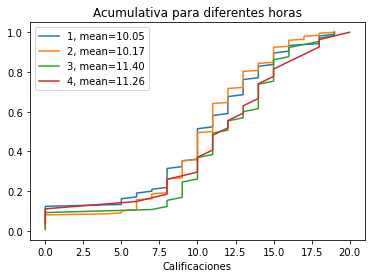 Acumulativa para diferentes horas
1.0
0.8
0.6
0.4
0.2
0.0
1, mean=10.05
2, mean=10.17
3, mean=11.40
4, mean=11.26
0.0 2.5 5.0 7.5 10.0 12.5 15.0 17.5 20.0
Calificaciones